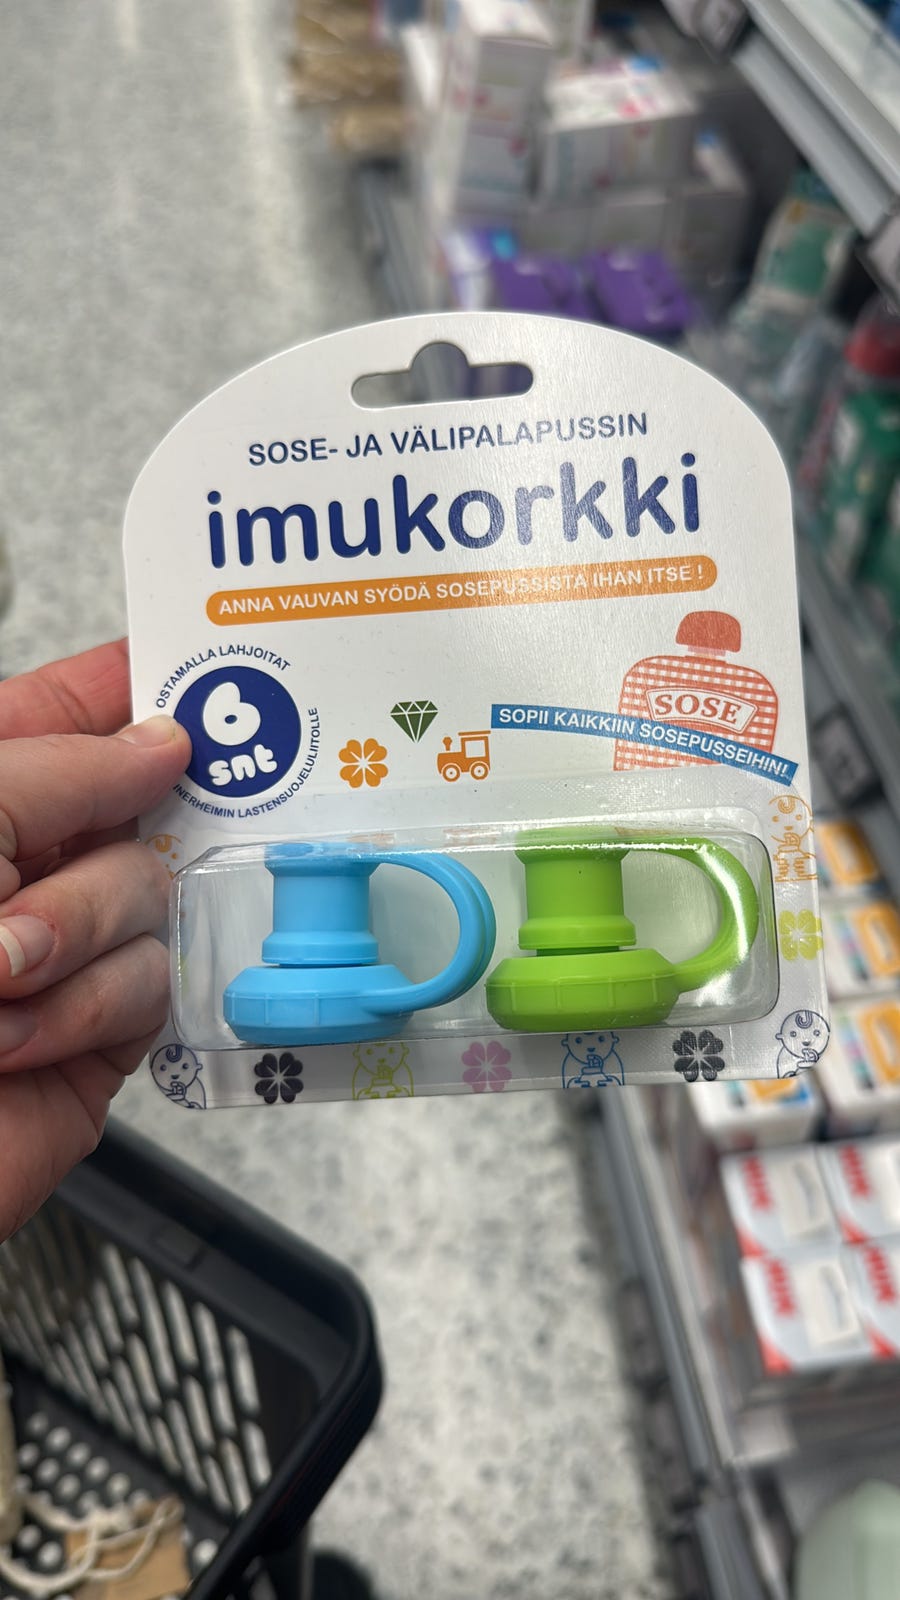 SOSE- JA VÄLIPALAPUSSIN
imukorkki
ANNA VAUVAN SYÖDÄ SOSEPUSSISTA IHAN ITSE !
OSTAMALLA LAHJOITAT
6
snt
LASTENSUOJELULIITOLLE
SOSE
SOPII KAIKKIIN SOSEPUSSEIHIN!